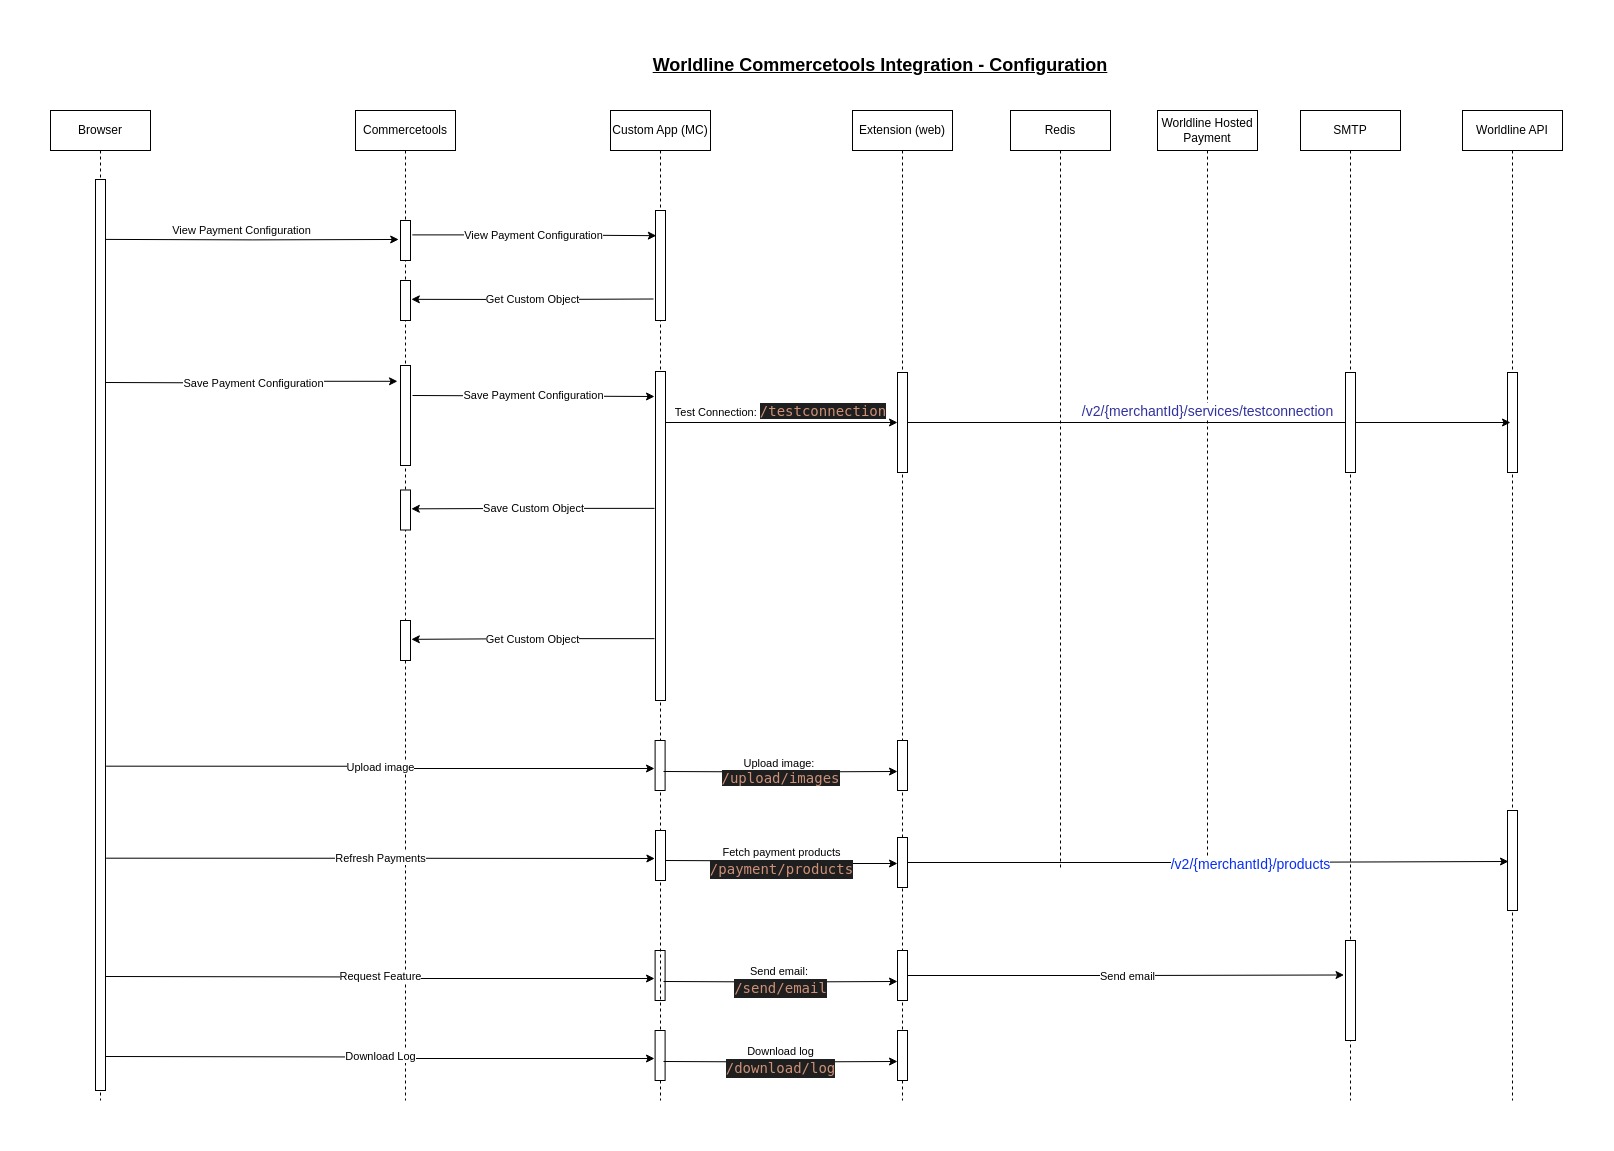 Worldline Commercetools Integration - Configuration
Browser
Commercetools
Custom App (MC)
Extension (web)
Redis
Worldline Hosted
Payment
SMTP
Worldline API
View Payment Configuration
View Payment Configuration
Get Custom Object
Save Payment Configuration
Save Payment Configuration
Test Connection: /testconnection
/v2/{merchantId}/services/testconnection
Save Custom Object
Get Custom Object
Upload image
Upload image:
/upload/images
Refresh Payments
Fetch payment products
/payment/products
/v2/{merchantId}/products
Request Feature
Send email:
/send/email
Send email
Download Log
Download log
/download/log